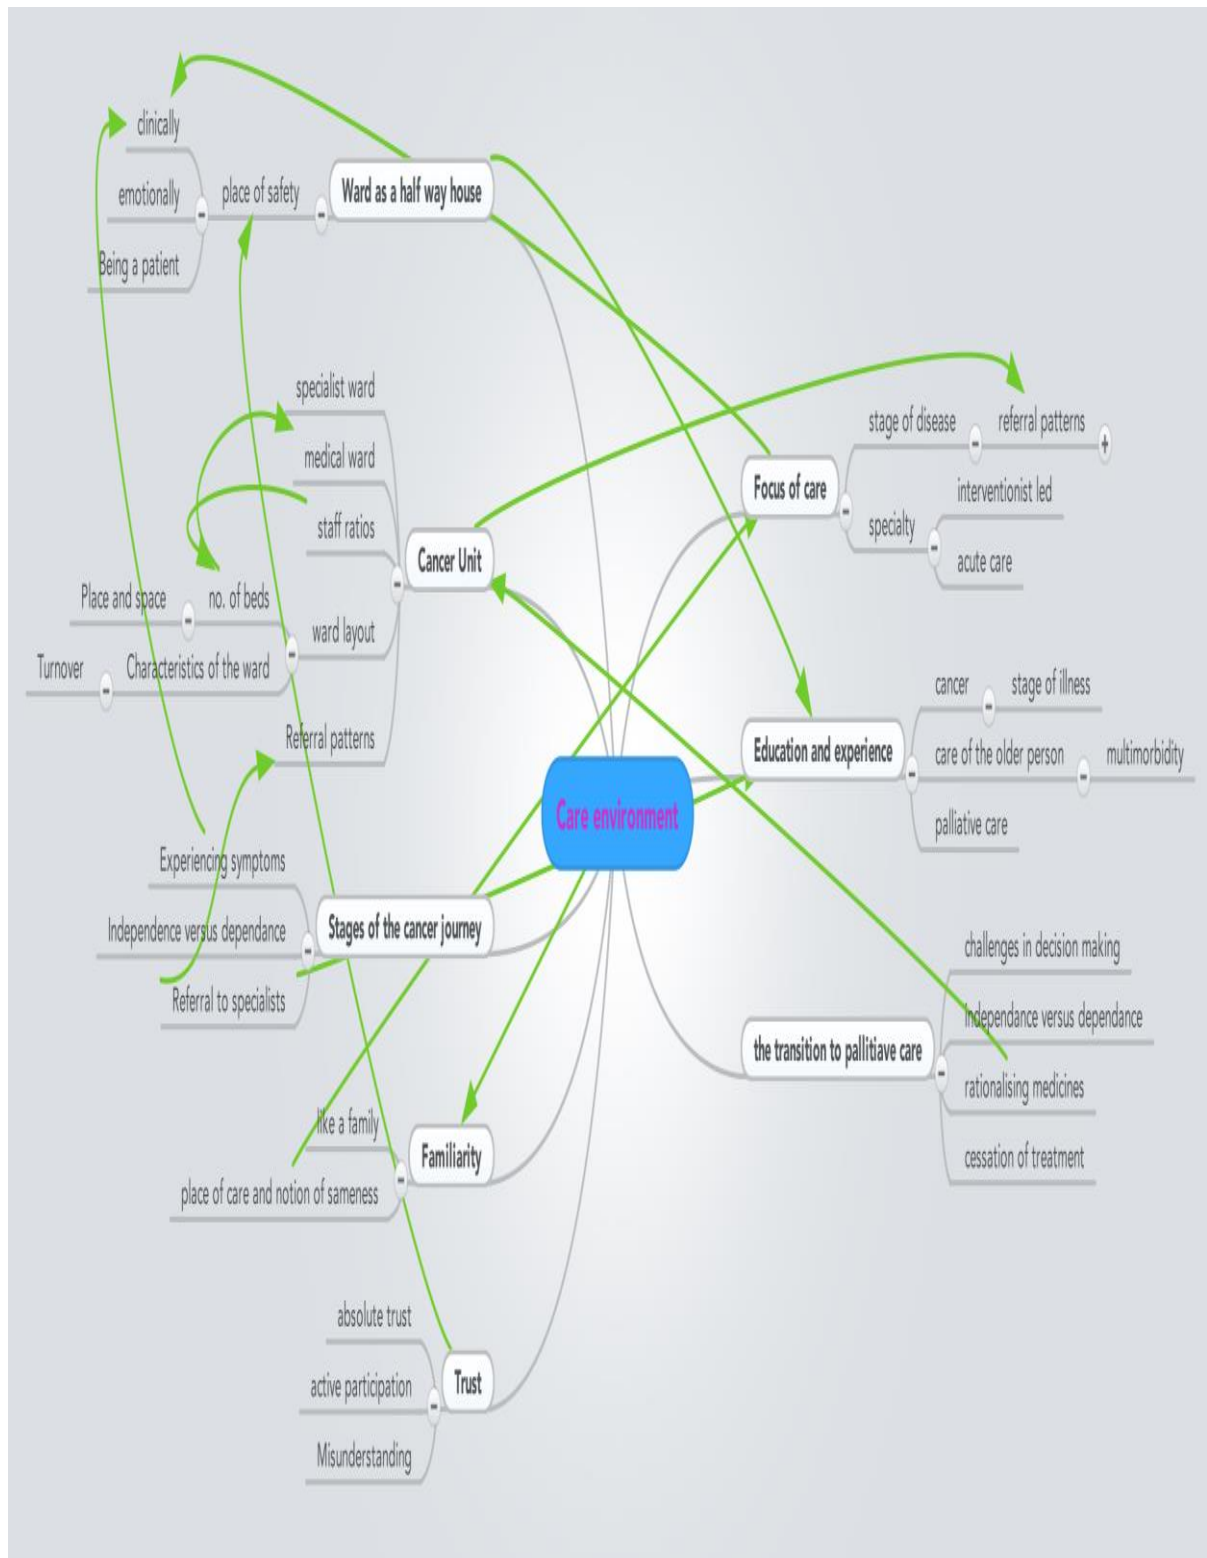 clinically
emotionally
Being a patient
place of safety
Ward as a half way house
specialist ward
medical ward
staff ratios
Cancer Unit
Place and space
no. of beds
ward layout
Turnover
Characteristics of the ward
Referral patterns
Experiencing symptoms
Independence versus dependance
Stages of the cancer journey
Referral to specialists
like a family
Familiarity
place of care and notion of sameness
absolute trust
active participation
Trust
Misunderstanding
Care environment
stage of disease
referral patterns
Focus of care
interventionist led
specialty
acute care
cancer
stage of illness
Education and experience
care of the older person
multimorbidity
palliative care
challenges in decision making
Independance versus dependance
the transition to pallitiave care
rationalising medicines
cessation of treatment